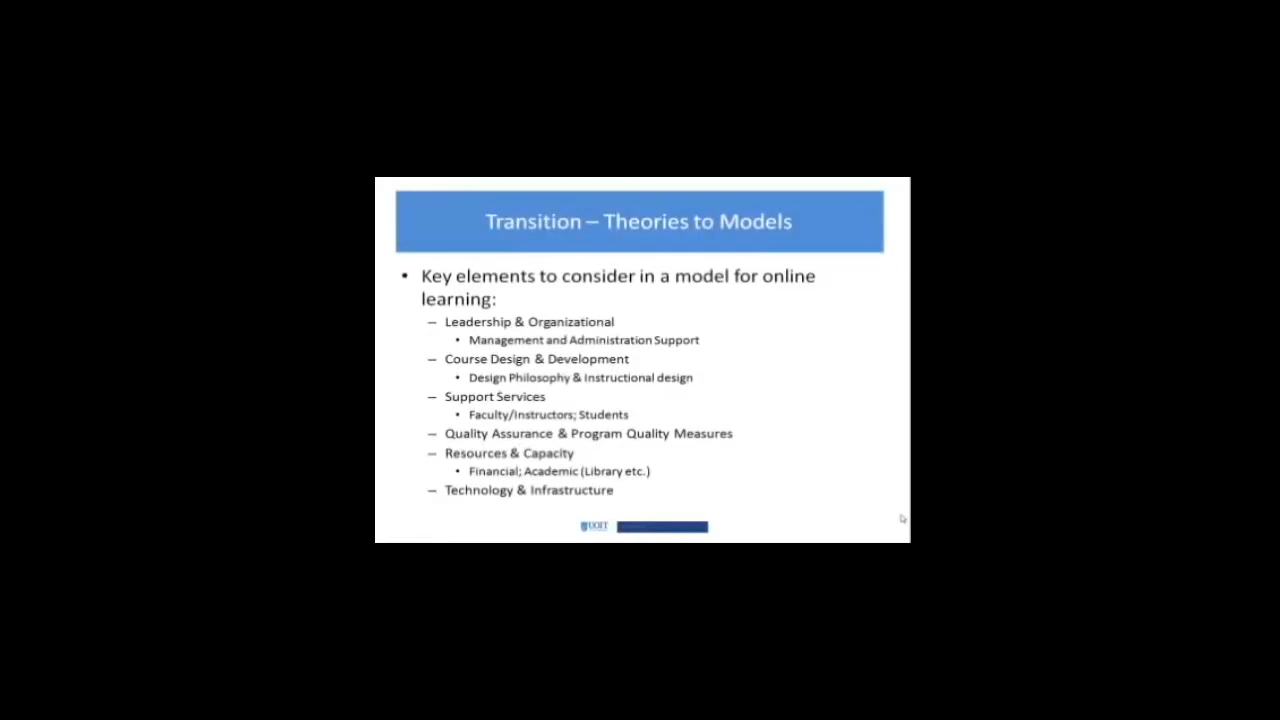 Transition – Theories to Models
• Key elements to consider in a model for online
learning:
– Leadership & Organizational
• Management and Administration Support
– Course Design & Development
• Design Philosophy & Instructional design
– Support Services
• Faculty/Instructors; Students
– Quality Assurance & Program Quality Measures
– Resources & Capacity
• Financial; Academic (Library etc.)
– Technology & Infrastructure
UOIT